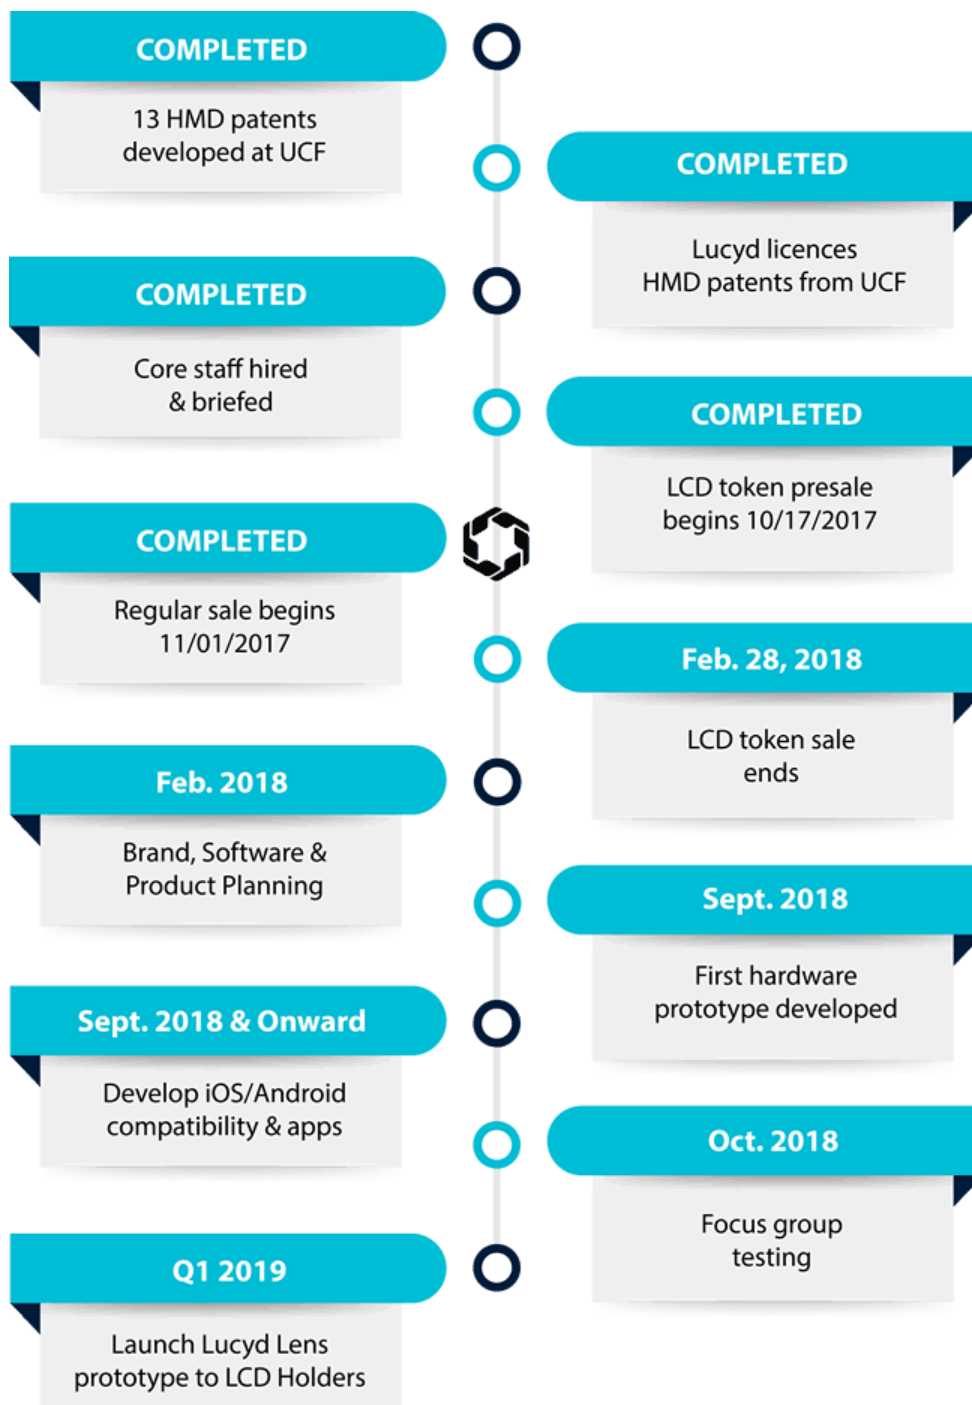 COMPLETED
13 HMD patents
developed at UCF
COMPLETED
Lucyd licences
HMD patents from UCF
COMPLETED
Core staff hired
& briefed
COMPLETED
LCD token presale
begins 10/17/2017
COMPLETED
Regular sale begins
11/01/2017
Feb. 28, 2018
LCD token sale
ends
Feb. 2018
Brand, Software &
Product Planning
Sept. 2018
First hardware
prototype developed
Sept. 2018 & Onward
Develop iOS/Android
compatibility & apps
Oct. 2018
Focus group
testing
Q1 2019
Launch Lucyd Lens
prototype to LCD Holders